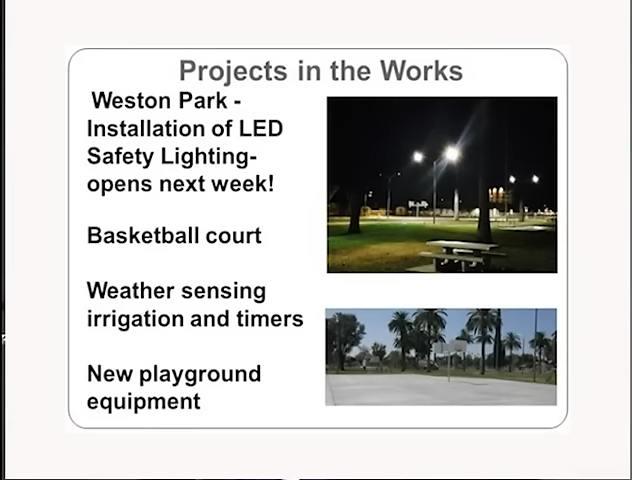 Projects in the Works
Weston Park -
Installation of LED
Safety Lighting-
opens next week!
Basketball court
Weather sensing
irrigation and timers
New playground
equipment